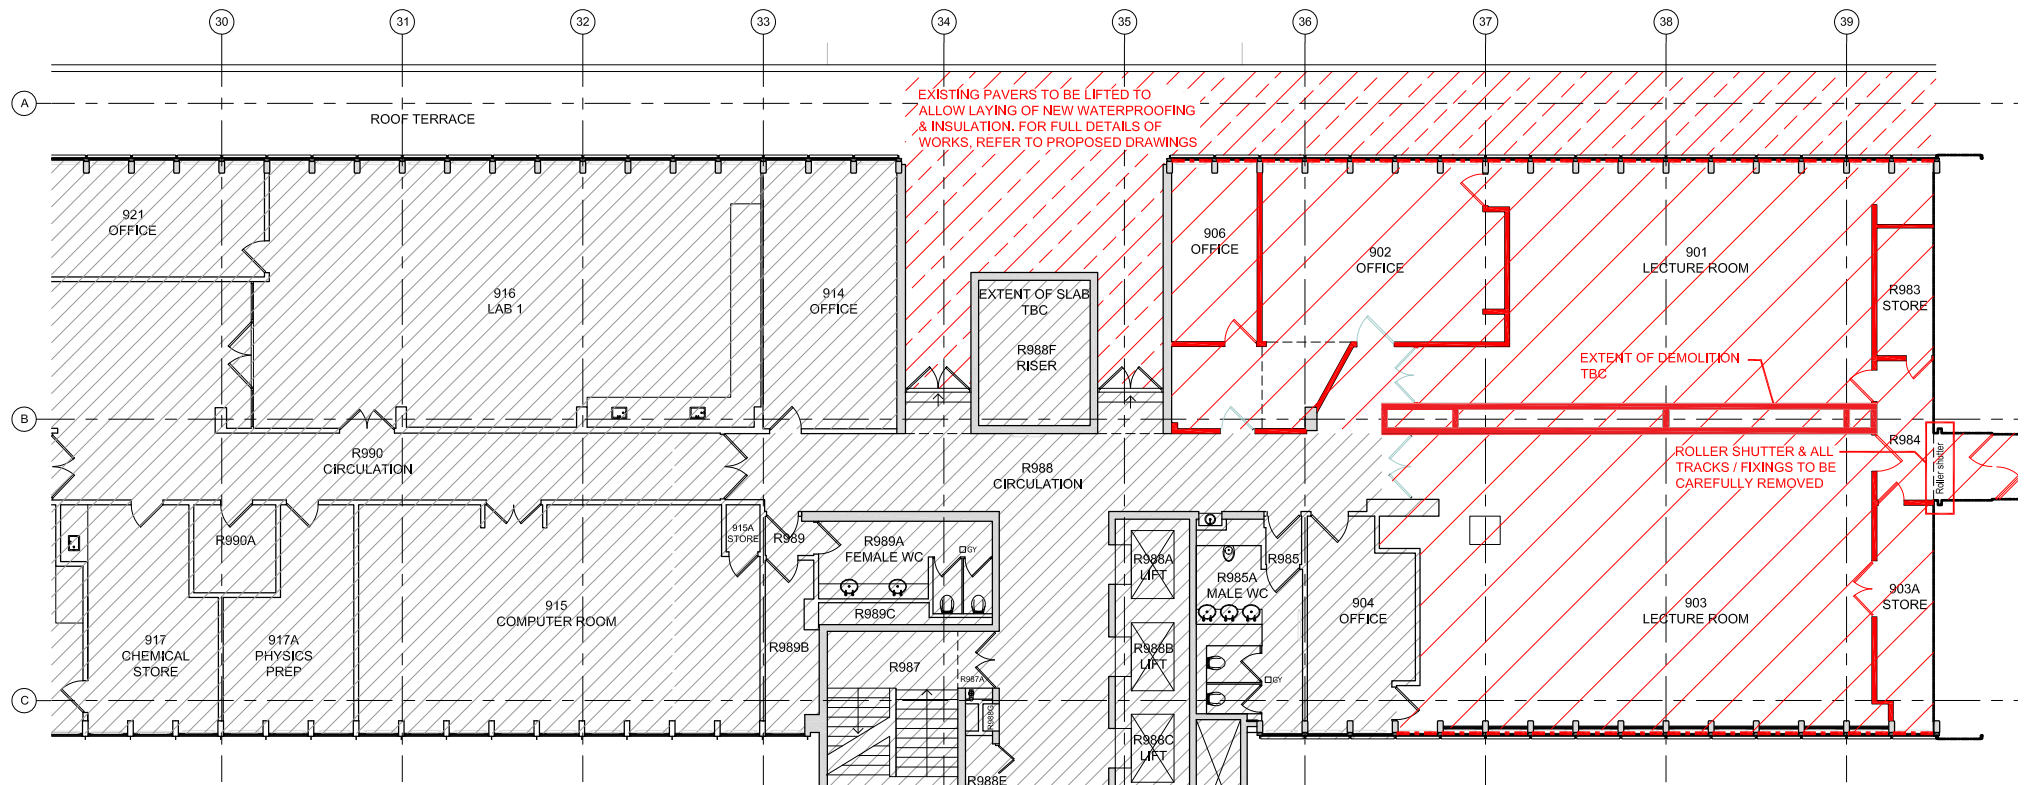 30
31
32
33
34
35
36
37
38
39
A
ROOF TERRACE
EXISTING PAVERS TO BE LIFTED TO
ALLOW LAYING OF NEW WATERPROOFING
& INSULATION. FOR FULL DETAILS OF
WORKS, REFER TO PROPOSED DRAWINGS
921
OFFICE
916
LAB 1
914
OFFICE
EXTENT OF SLAB
TBC
R988F
RISER
906
OFFICE
902
OFFICE
901
LECTURE ROOM
R983
STORE
EXTENT OF DEMOLITION
TBC
B
R990
CIRCULATION
R988
CIRCULATION
R984
ROLLER SHUTTER & ALL
TRACKS / FIXINGS TO BE
CAREFULLY REMOVED
Roller shutter
R990A
915A
STORE
R989
R989A
FEMALE WC
GY
R988A
LIFT
R985
R985A
MALE WC
915
COMPUTER ROOM
R989C
904
OFFICE
903
LECTURE ROOM
903A
STORE
917
CHEMICAL
STORE
917A
PHYSICS
PREP
R989B
R987
R987A
R988B
LIFT
GY
C
R988G
R988C
LIFT
R988E